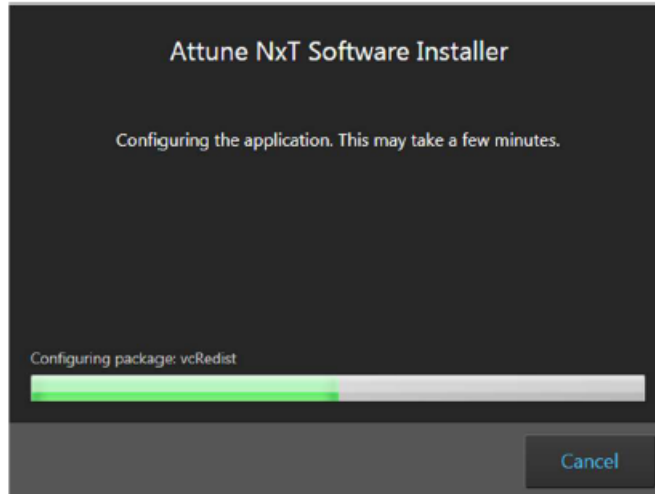 Attune NxT Software Installer
Configuring the application. This may take a few minutes.
Configuring package: vcRedist
Cancel